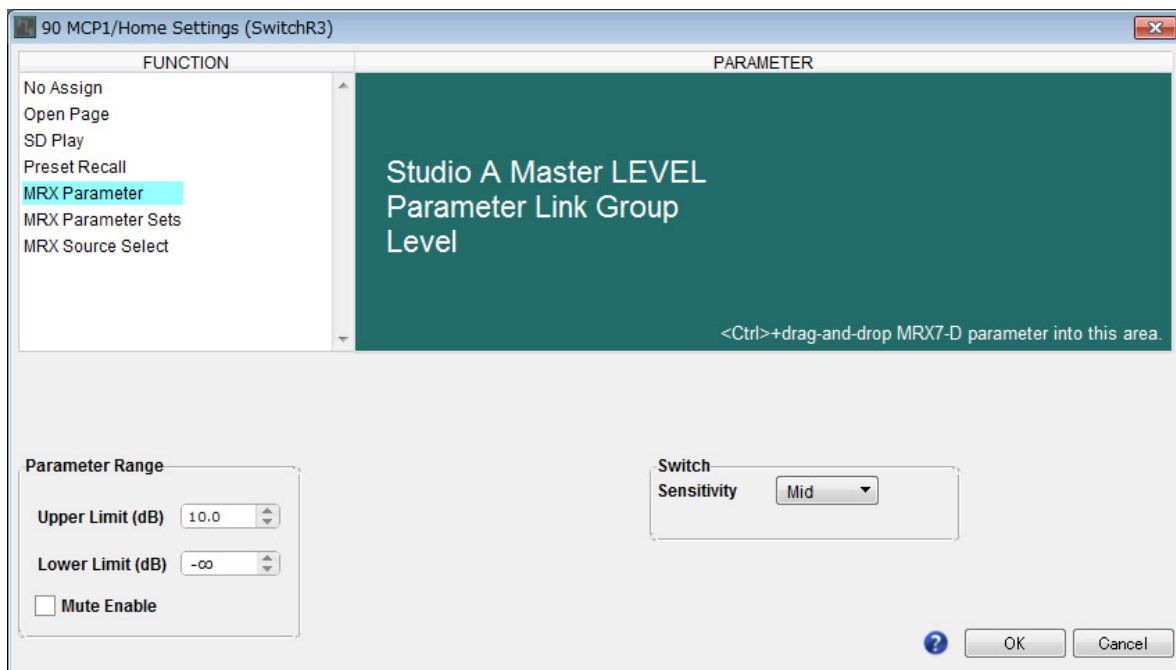 90 MCP1/Home Settings (SwitchR3)
FUNCTION
PARAMETER
No Assign
Open Page
SD Play
Preset Recall
MRX Parameter
MRX Parameter Sets
MRX Source Select
Studio A Master LEVEL
Parameter Link Group
Level
<Ctrl>+drag-and-drop MRX7-D parameter into this area.
Parameter Range
Upper Limit (dB) 10.0
Lower Limit (dB) -∞
Mute Enable
Switch
Sensitivity Mid
? OK Cancel